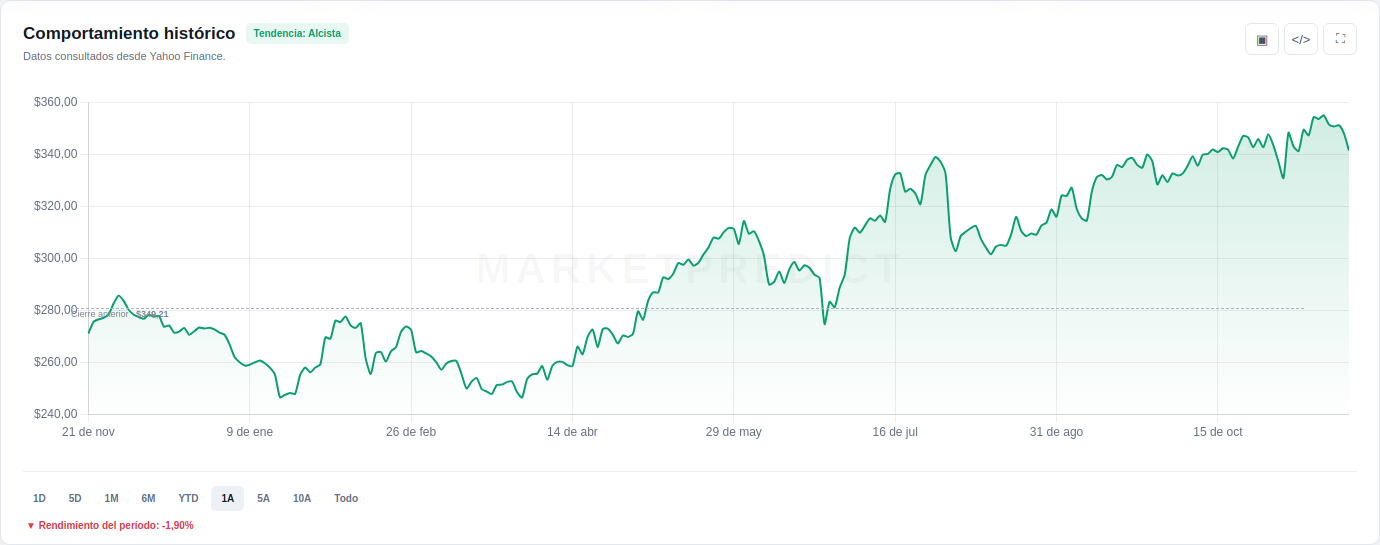 Comportamiento histórico
Tendencia: Alcista
Datos consultados desde Yahoo Finance.
</>
$360,00
$340,00
$320,00
$300,00
$280,00
$260,00
$240,00
MARKETPREDICT
Cierre anterior · $349,21
21 de nov
9 de ene
26 de feb
14 de abr
29 de may
16 de jul
31 de ago
15 de oct
1D 5D 1M 6M YTD 1A 5A 10A Todo
▼ Rendimiento del período: -1,90%